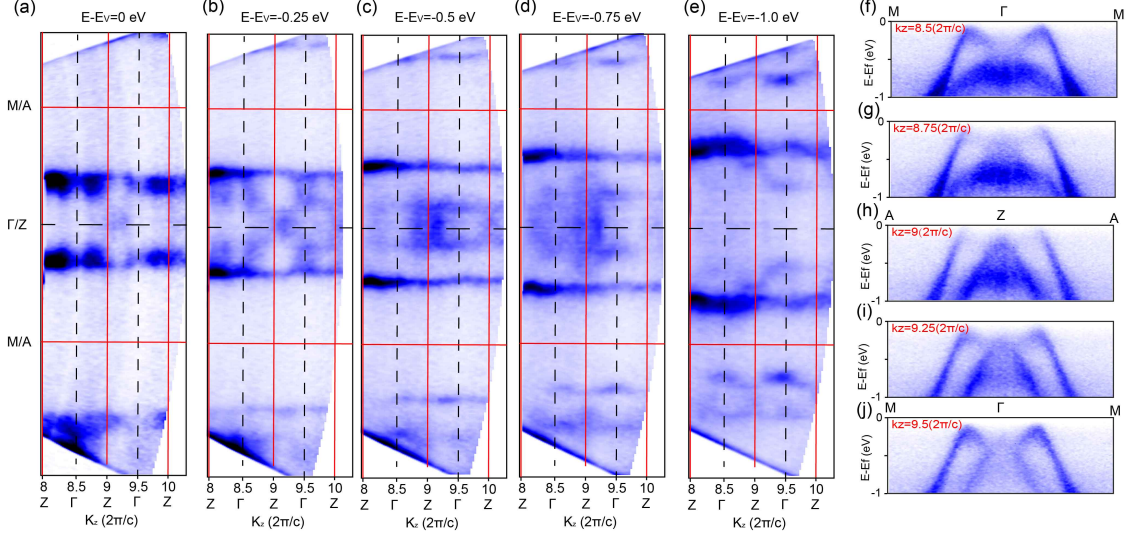 (a) E-Eᵥ=0 eV
(b) E-Eᵥ=-0.25 eV
(c) E-Eᵥ=-0.5 eV
(d) E-Eᵥ=-0.75 eV
(e) E-Eᵥ=-1.0 eV
M/A
Γ/Z
M/A
8 8.5 9 9.5 10
Z Γ Z Γ Z
K_z (2π/c)
8 8.5 9 9.5 10
Z Γ Z Γ Z
K_z (2π/c)
8 8.5 9 9.5 10
Z Γ Z Γ Z
K_z (2π/c)
8 8.5 9 9.5 10
Z Γ Z Γ Z
K_z (2π/c)
8 8.5 9 9.5 10
Z Γ Z Γ Z
K_z (2π/c)
(f) M Γ M
kz=8.5(2π/c)
E-Ef (eV)
0
-1
(g)
kz=8.75(2π/c)
E-Ef (eV)
0
-1
(h) A Z A
kz=9(2π/c)
E-Ef (eV)
0
-1
(i)
kz=9.25(2π/c)
E-Ef (eV)
0
-1
(j) M Γ M
kz=9.5(2π/c)
E-Ef (eV)
0
-1